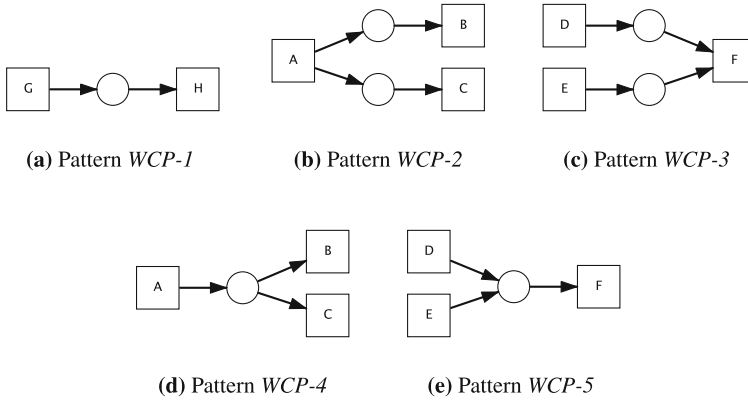 G
H
A
B
C
D
E
F
(a) Pattern WCP-1
(b) Pattern WCP-2
(c) Pattern WCP-3
A
B
C
D
E
F
(d) Pattern WCP-4
(e) Pattern WCP-5